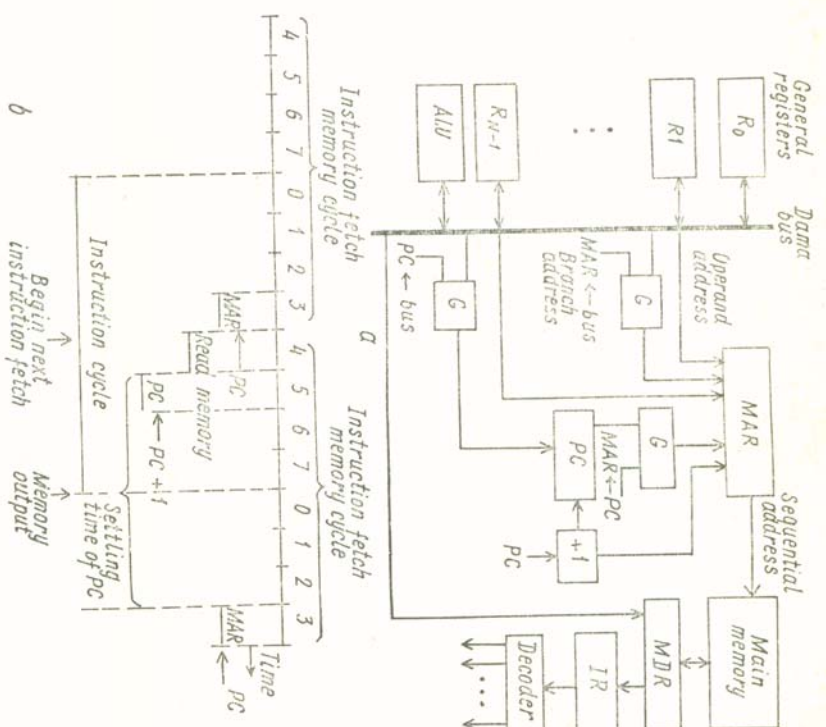 General
registers
Dama
bus
R0
R1
RN-1
ALU
Operand
address
G
MAR ← bus
Branch
address
G
PC ← bus
MAR
Sequential
address
Main
memory
G
MAR ← PC
PC
+1
PC
MDR
IR
Decoder
a
Instruction fetch
memory cycle
Instruction fetch
memory cycle
4 5 6 7 0 1 2 3 4 5 6 7 0 1 2 3
Time
MAR ← PC
MAR ← PC
Read memory
PC ← PC + 1
Settling
time of PC
Instruction cycle
Begin next
instruction fetch
Memory
output
b